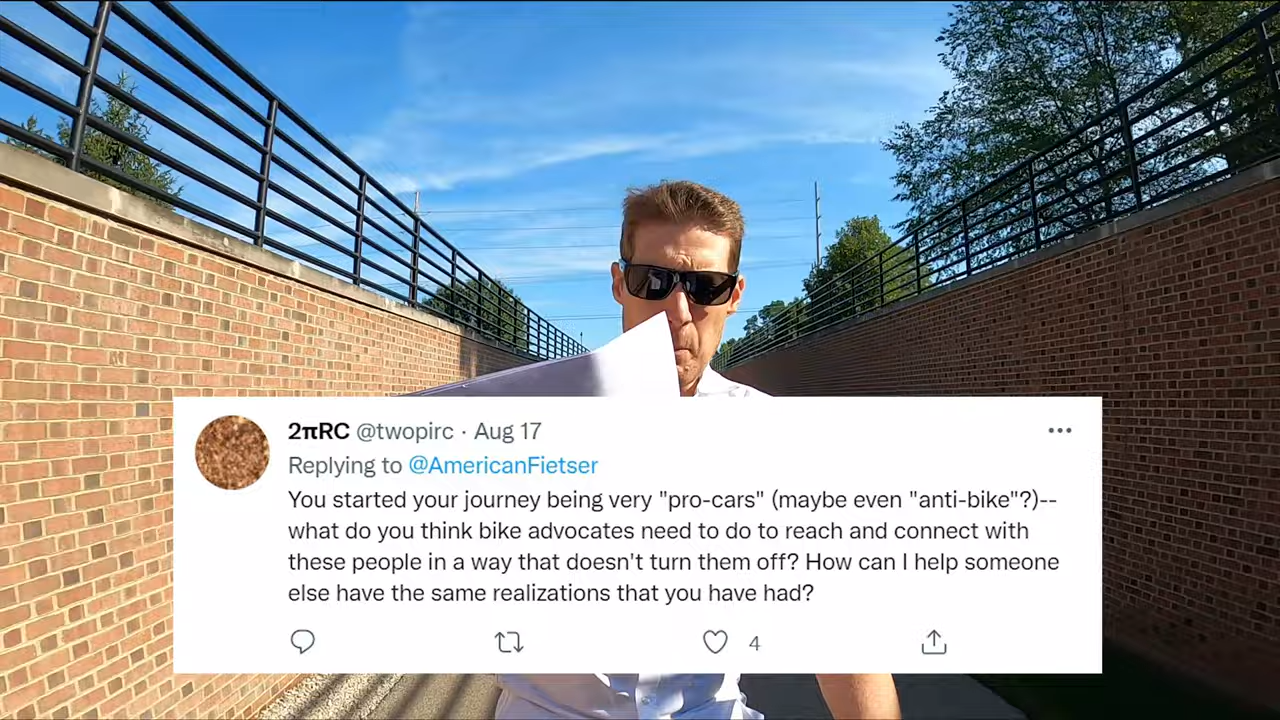 2πRC @twopirc · Aug 17
Replying to @AmericanFietser
You started your journey being very "pro-cars" (maybe even "anti-bike"?)--
what do you think bike advocates need to do to reach and connect with
these people in a way that doesn't turn them off? How can I help someone
else have the same realizations that you have had?
4